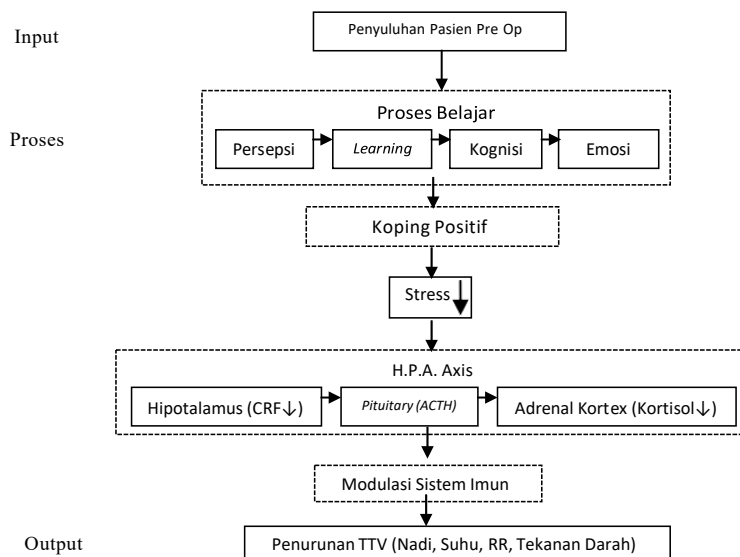 Input
Penyuluhan Pasien Pre Op
Proses
Proses Belajar
Persepsi
Learning
Kognisi
Emosi
Koping Positif
Stress
H.P.A. Axis
Hipotalamus (CRF↓)
Pituitary (ACTH)
Adrenal Kortex (Kortisol↓)
Modulasi Sistem Imun
Output
Penurunan TTV (Nadi, Suhu, RR, Tekanan Darah)